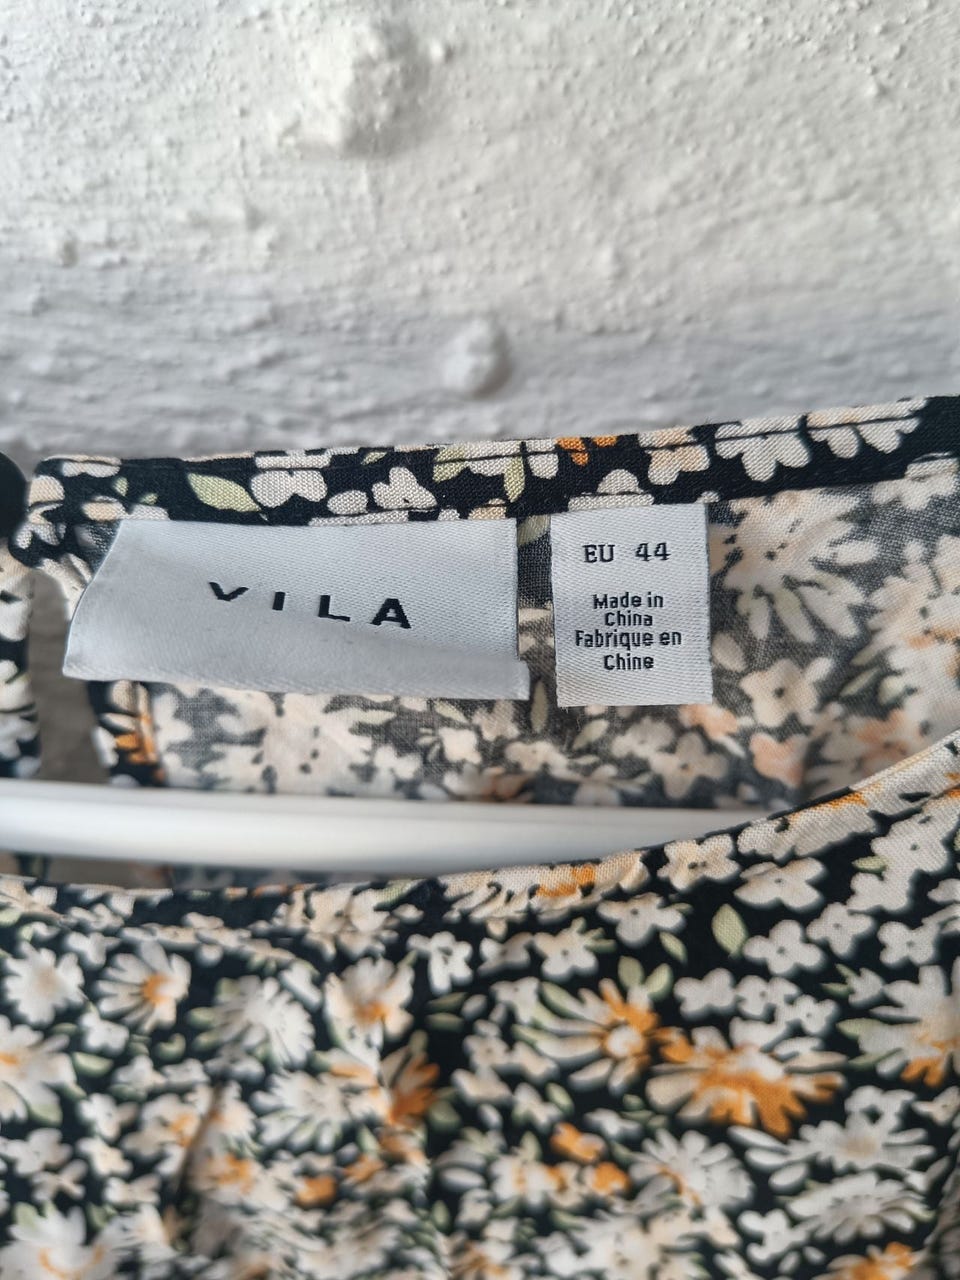 VILA
EU 44
Made in
China
Fabrique en
Chine